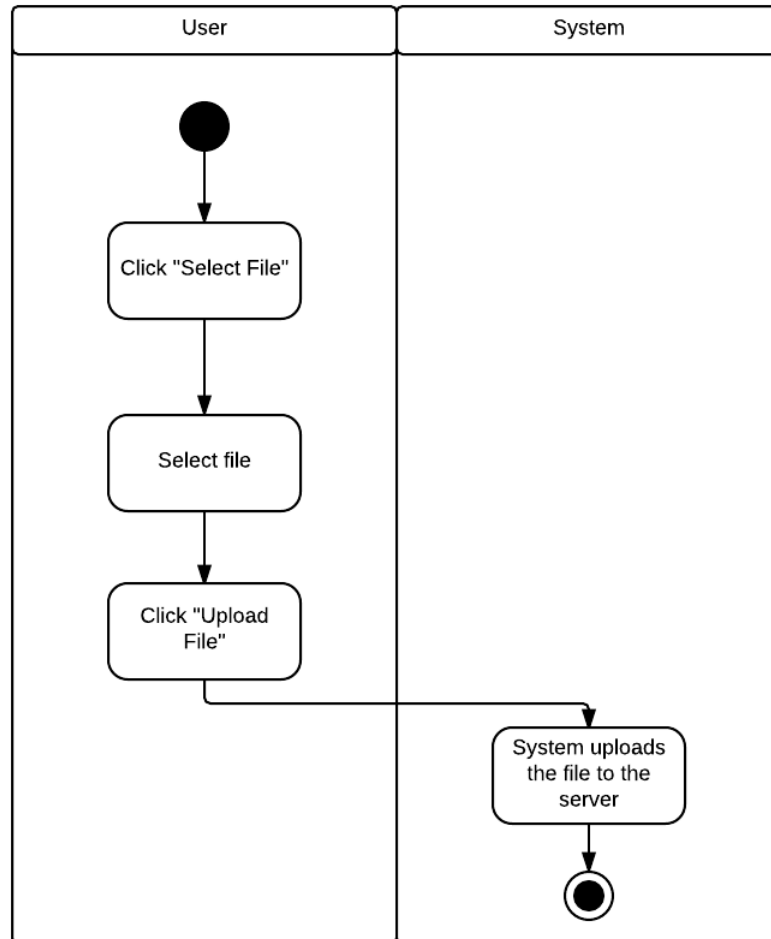 User
System
Click "Select File"
Select file
Click "Upload
File"
System uploads
the file to the
server